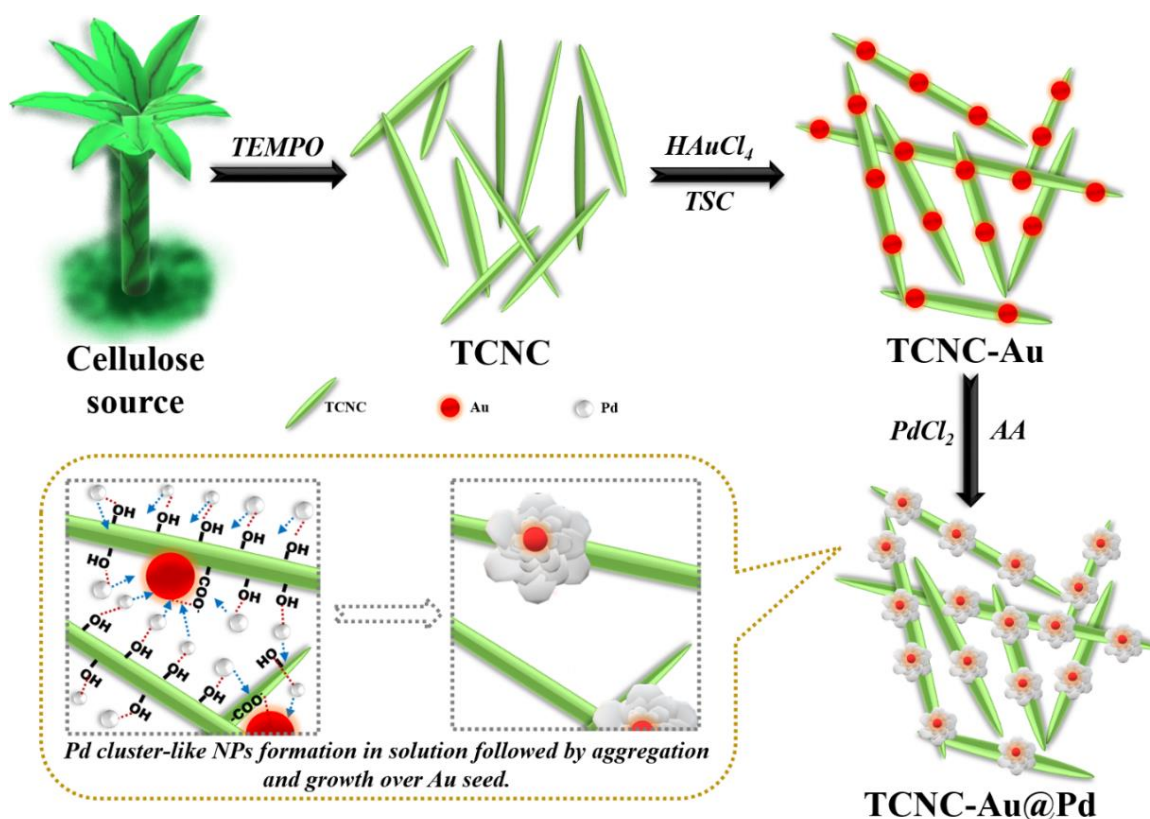 TEMPO
HAuCl4
TSC
Cellulose
source
TCNC
TCNC-Au
TCNC
Au
Pd
PdCl2
AA
OH
OH
OH
OH
OH
HO
COO-
OH
OH
OH
OH
OH
OH
HO
OH
OH
OH
-COO-
Pd cluster-like NPs formation in solution followed by aggregation
and growth over Au seed.
TCNC-Au@Pd